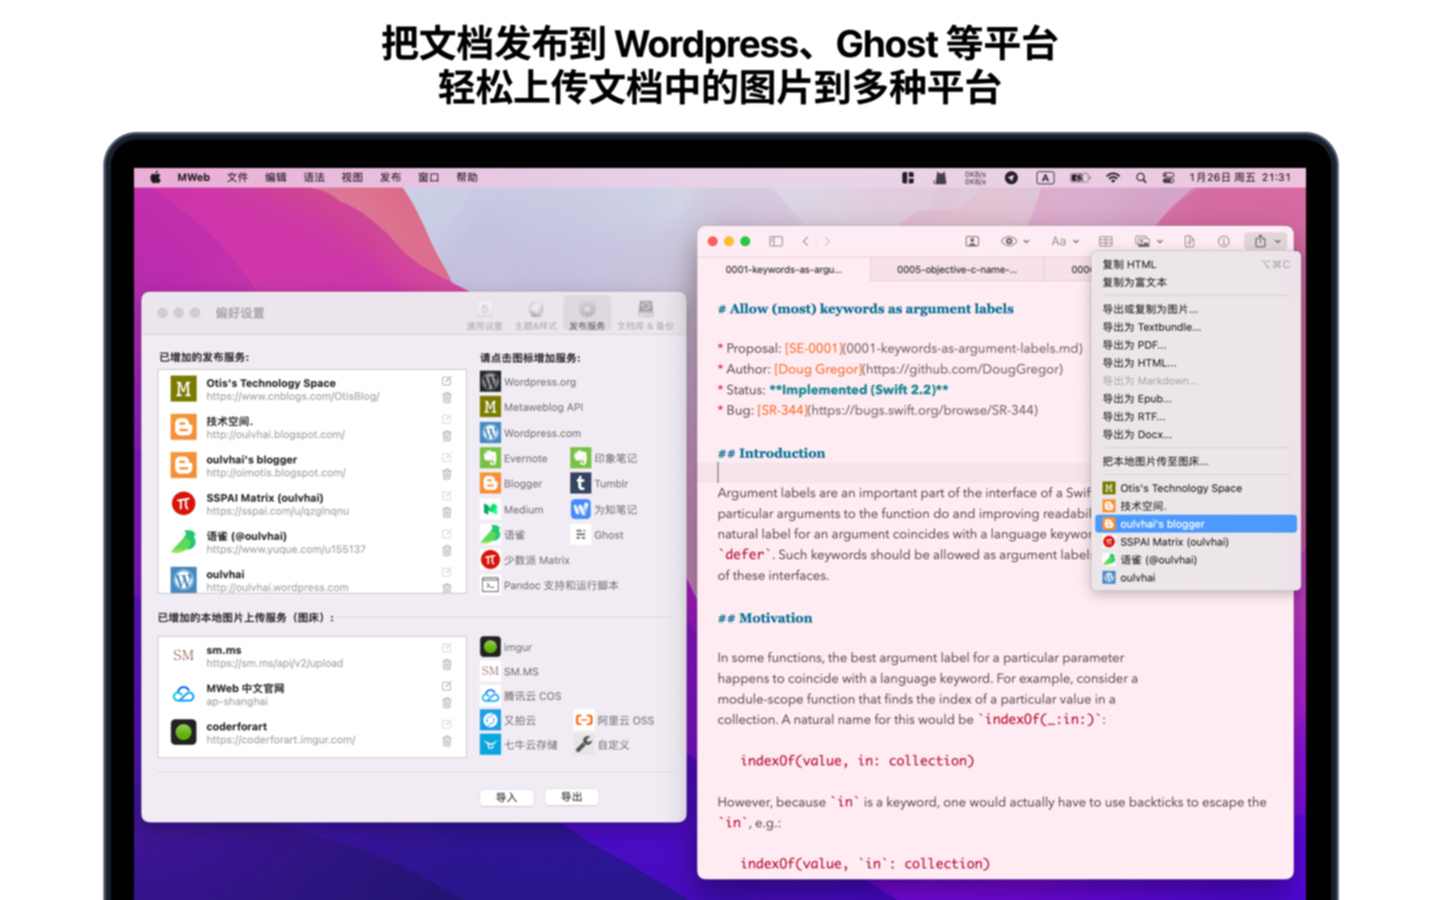 把文档发布到 Wordpress、Ghost 等平台
轻松上传文档中的图片到多种平台
MWeb 文件 编辑 语法 视图 发布 窗口 帮助
0KB/s
0KB/s
A
1月26日 周五 21:31
偏好设置
通用设置 主题&样式 发布服务 文档库 & 备份
已增加的发布服务:
Otis's Technology Space
https://www.cnblogs.com/OtisBlog/
技术空间.
http://oulvhai.blogspot.com/
oulvhai's blogger
http://oimotis.blogspot.com/
SSPAI Matrix (oulvhai)
https://sspai.com/u/qzglnqnu
语雀 (@oulvhai)
https://www.yuque.com/u155137
oulvhai
http://oulvhai.wordpress.com
请点击图标增加服务:
Wordpress.org
Metaweblog API
Wordpress.com
Evernote 印象笔记
Blogger Tumblr
Medium 为知笔记
语雀 Ghost
少数派 Matrix
Pandoc 支持和运行脚本
已增加的本地图片上传服务（图床）:
SM
sm.ms
https://sm.ms/api/v2/upload
MWeb 中文官网
ap-shanghai
coderforart
https://coderforart.imgur.com/
imgur
SM SM.MS
腾讯云 COS
又拍云 阿里云 OSS
七牛云存储 自定义
导入 导出
Aa
0001-keywords-as-argu... 0005-objective-c-name-... 000
# Allow (most) keywords as argument labels
* Proposal: [SE-0001](0001-keywords-as-argument-labels.md)
* Author: [Doug Gregor](https://github.com/DougGregor)
* Status: **Implemented (Swift 2.2)**
* Bug: [SR-344](https://bugs.swift.org/browse/SR-344)
## Introduction
Argument labels are an important part of the interface of a Swif
particular arguments to the function do and improving readabil
natural label for an argument coincides with a language keywor
`defer`. Such keywords should be allowed as argument label
of these interfaces.
## Motivation
In some functions, the best argument label for a particular parameter
happens to coincide with a language keyword. For example, consider a
module-scope function that finds the index of a particular value in a
collection. A natural name for this would be `indexOf(_:in:)`:
indexOf(value, in: collection)
However, because `in` is a keyword, one would actually have to use backticks to escape the
`in`, e.g.:
indexOf(value, `in`: collection)
复制 HTML ⌥⌘C
复制为富文本
导出或复制为图片...
导出为 Textbundle...
导出为 PDF...
导出为 HTML...
导出为 Markdown...
导出为 Epub...
导出为 RTF...
导出为 Docx...
把本地图片传至图床...
Otis's Technology Space
技术空间.
oulvhai's blogger
SSPAI Matrix (oulvhai)
语雀 (@oulvhai)
oulvhai